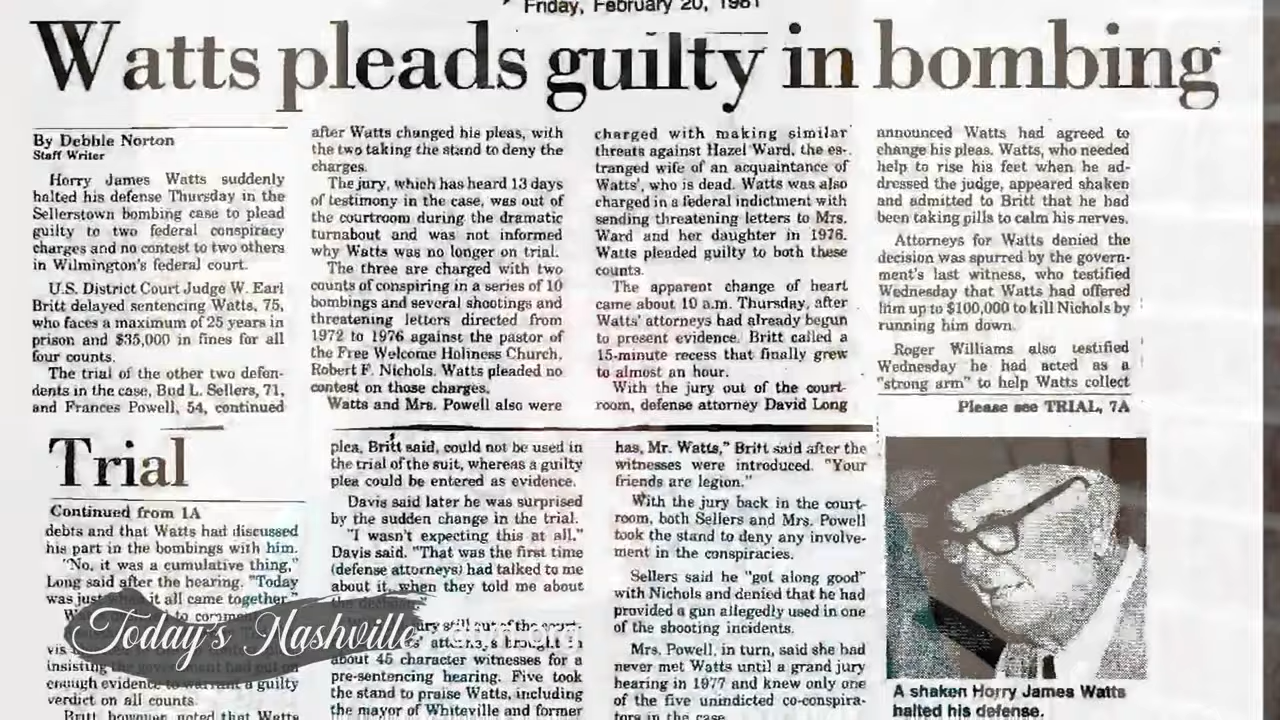 Friday, February 20, 1981
Watts pleads guilty in bombing
By Debbie Norton
Staff Writer
Horry James Watts suddenly
halted his defense Thursday in the
Sellerstown bombing case to plead
guilty to two federal conspiracy
charges and no contest to two others
in Wilmington's federal court.
U.S. District Court Judge W. Earl
Britt delayed sentencing Watts, 75,
who faces a maximum of 25 years in
prison and $35,000 in fines for all
four counts.
The trial of the other two defen-
dents in the case, Bud L. Sellers, 71,
and Frances Powell, 54, continued
after Watts changed his pleas, with
the two taking the stand to deny the
charges.
The jury, which has heard 13 days
of testimony in the case, was out of
the courtroom during the dramatic
turnabout and was not informed
why Watts was no longer on trial.
The three are charged with two
counts of conspiring in a series of 10
bombings and several shootings and
threatening letters directed from
1972 to 1976 against the pastor of
the Free Welcome Holiness Church,
Robert F. Nichols. Watts pleaded no
contest on those charges.
Watts and Mrs. Powell also were
charged with making similar
threats against Hazel Ward, the es-
tranged wife of an acquaintance of
Watts', who is dead. Watts was also
charged in a federal indictment with
sending threatening letters to Mrs.
Ward and her daughter in 1976.
Watts pleaded guilty to both these
counts.
The apparent change of heart
came about 10 a.m. Thursday, after
Watts' attorneys had already begun
to present evidence. Britt called a
15-minute recess that finally grew
to almost an hour.
With the jury out of the court-
room, defense attorney David Long
announced Watts had agreed to
change his pleas. Watts, who needed
help to rise his feet when he ad-
dressed the judge, appeared shaken
and admitted to Britt that he had
been taking pills to calm his nerves.
Attorneys for Watts denied the
decision was spurred by the govern-
ment's last witness, who testified
Wednesday that Watts had offered
him up to $100,000 to kill Nichols by
running him down.
Roger Williams also testified
Wednesday he had acted as a
"strong arm" to help Watts collect
Please see TRIAL, 7A
Trial
Continued from 1A
debts and that Watts had discussed
his part in the bombings with him.
"No, it was a cumulative thing,"
Long said after the hearing. "Today
was just it all came together."
to comment
insisting the government had put on
enough evidence to warrant a guilty
verdict on all counts.
Britt, however, noted that Watts
plea, Britt said, could not be used in
the trial of the suit, whereas a guilty
plea could be entered as evidence.
Davis said later he was surprised
by the sudden change in the trial.
"I wasn't expecting this at all,"
Davis said. "That was the first time
(defense attorneys) had talked to me
about it, when they told me about
the decision."
jury still out of the court-
brought in
about 45 character witnesses for a
pre-sentencing hearing. Five took
the stand to praise Watts, including
the mayor of Whiteville and former
has, Mr. Watts," Britt said after the
witnesses were introduced. "Your
friends are legion."
With the jury back in the court-
room, both Sellers and Mrs. Powell
took the stand to deny any involve-
ment in the conspiracies.
Sellers said he "got along good"
with Nichols and denied that he had
provided a gun allegedly used in one
of the shooting incidents.
Mrs. Powell, in turn, said she had
never met Watts until a grand jury
hearing in 1977 and knew only one
of the five unindicted co-conspira-
tors in the case.
A shaken Horry James Watts
halted his defense.
Today's Nashville